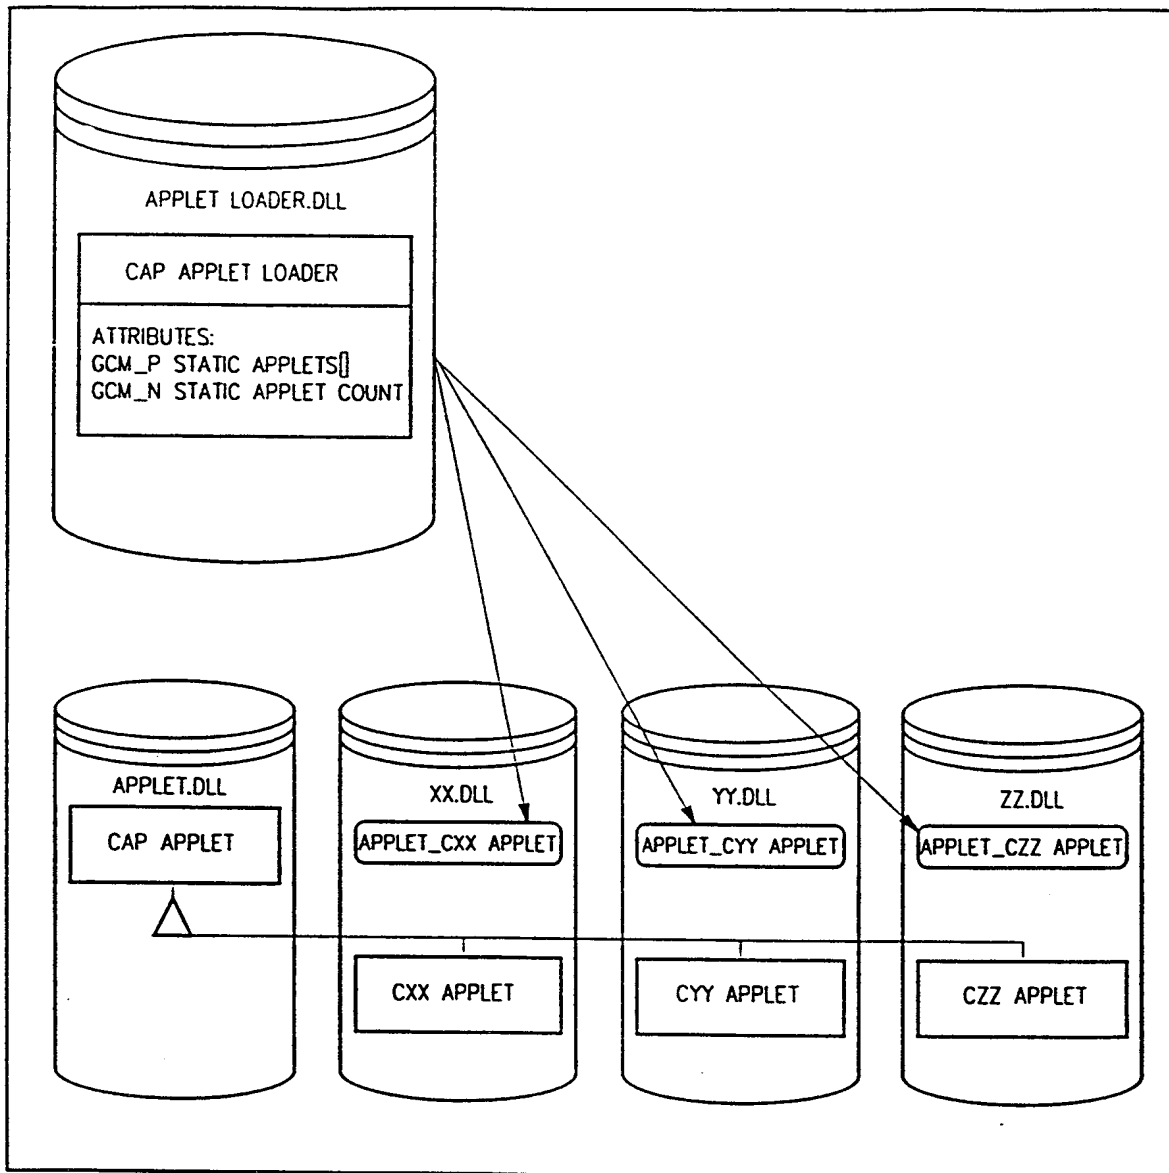 APPLET LOADER.DLL
CAP APPLET LOADER
ATTRIBUTES:
GCM_P STATIC APPLETS[]
GCM_N STATIC APPLET COUNT
APPLET.DLL
CAP APPLET
XX.DLL
APPLET_CXX APPLET
CXX APPLET
YY.DLL
APPLET_CYY APPLET
CYY APPLET
ZZ.DLL
APPLET_CZZ APPLET
CZZ APPLET